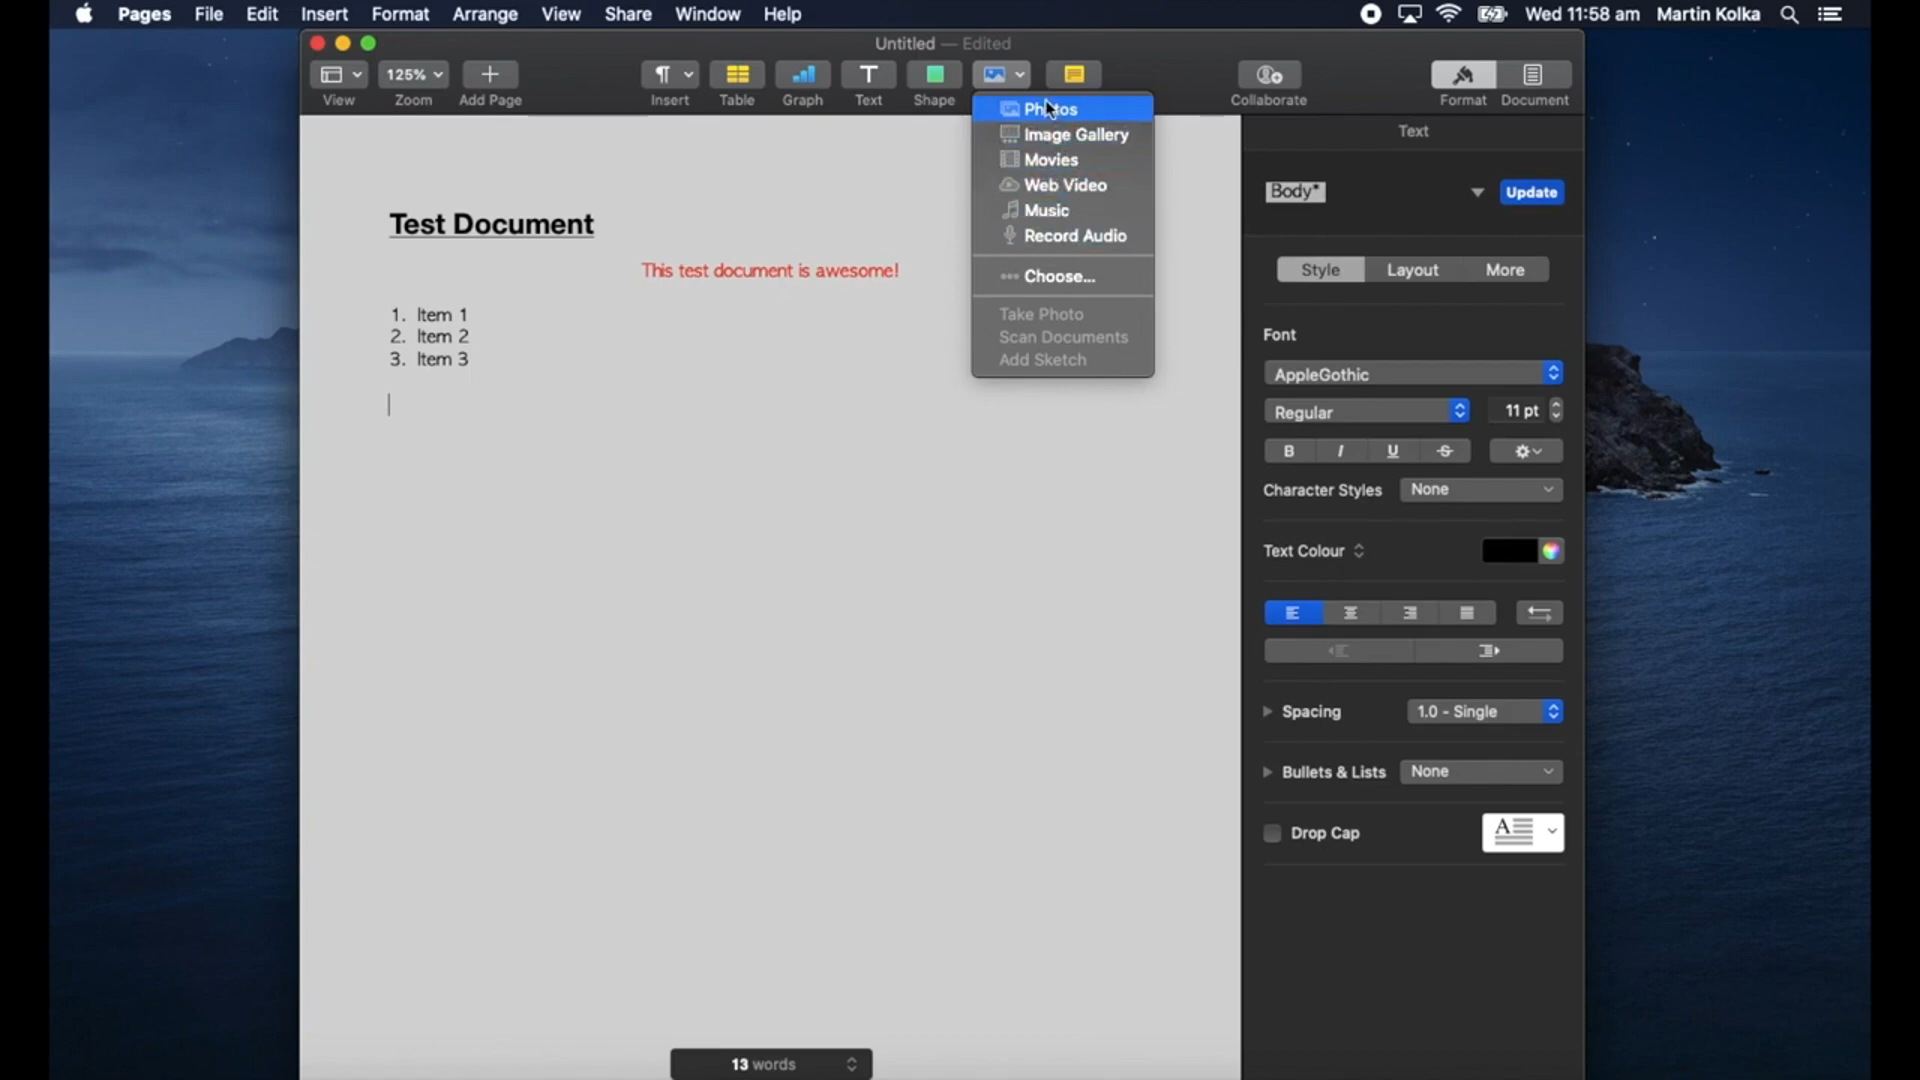 Pages File Edit Insert Format Arrange View Share Window Help Wed 11:58 am Martin Kolka
Untitled — Edited
125%
View Zoom Add Page Insert Table Graph Text Shape Collaborate Format Document
Photos
Image Gallery
Movies
Web Video
Music
Record Audio
Choose...
Take Photo
Scan Documents
Add Sketch
Test Document
This test document is awesome!
1. Item 1
2. Item 2
3. Item 3
13 words
Text
Body* Update
Style Layout More
Font
AppleGothic
Regular 11 pt
B I U S
Character Styles None
Text Colour
Spacing 1.0 - Single
Bullets & Lists None
Drop Cap A